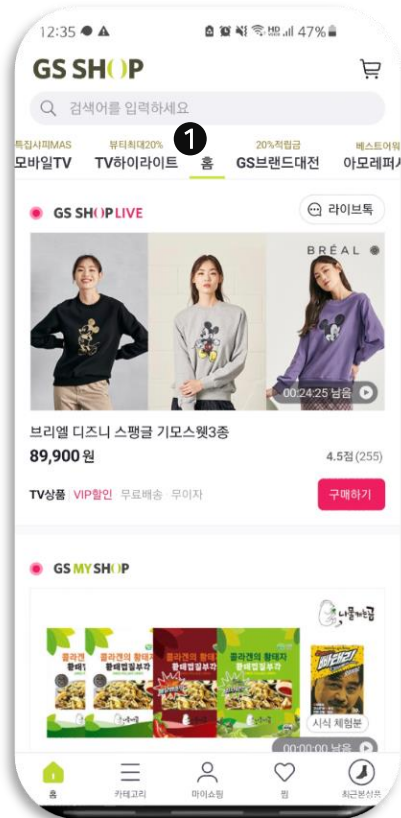 12:35
47%
GS SHOP
검색어를 입력하세요
특집사피MAS 뷰티최대20% 1 20%적립금 베스트어워
모바일TV TV하이라이트 홈 GS브랜드대전 아모레퍼시
GS SHOP LIVE 라이브톡
BRÉAL
00:24:25 남음
브리엘 디즈니 스팽글 기모스웻3종
89,900 원 4.5점 (255)
TV상품 VIP할인 무료배송 무이자 구매하기
GS MY SHOP
콜라겐의 황태자
황태껍질부각
빠태리
시식 체험분
00:00:00 남음
홈 카테고리 마이쇼핑 찜 최근본상품